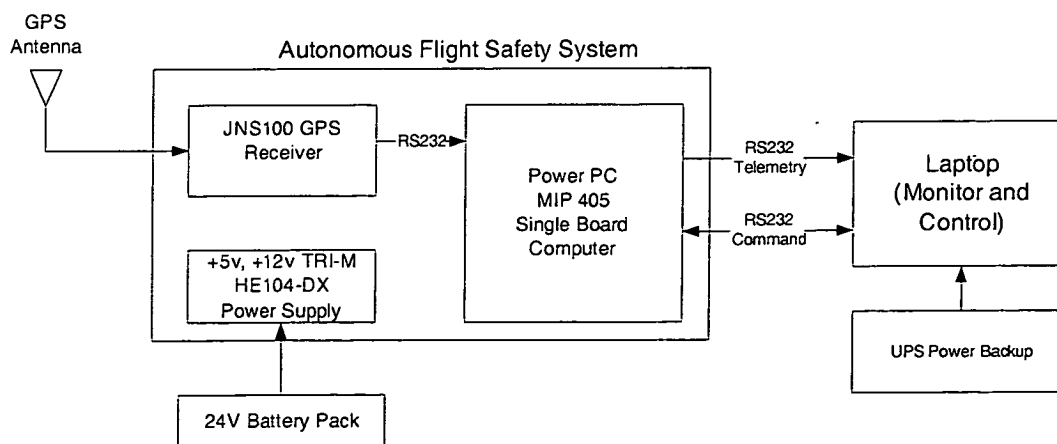 GPS
Antenna
Autonomous Flight Safety System
JNS100 GPS
Receiver
RS232
Power PC
MIP 405
Single Board
Computer
RS232
Telemetry
RS232
Command
Laptop
(Monitor and
Control)
+5v, +12v TRI-M
HE104-DX
Power Supply
UPS Power Backup
24V Battery Pack